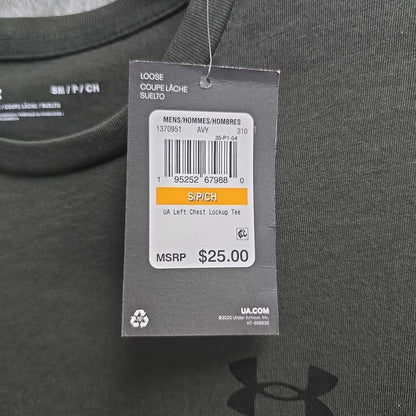 SM / P / CH
LOOSE
COUPE LÂCHE
SUELTO
MENS/HOMMES/HOMBRES
1370951 AVY 310
35-P1-54
1 95252 67988 0
S/P/CH
UA Left Chest Lockup Tee
MSRP $25.00
UA.COM
©2020 Under Armour, Inc.